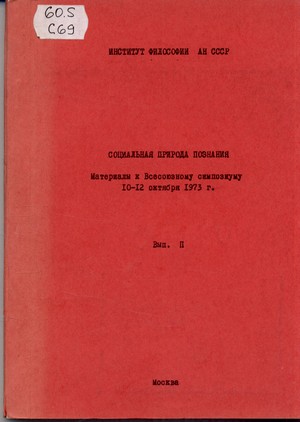 60.5
С69
ИНСТИТУТ ФИЛОСОФИИ АН СССР
СОЦИАЛЬНАЯ ПРИРОДА ПОЗНАНИЯ
Материалы к Всесоюзному симпозиуму
10-12 октября 1973 г.
Вып. II
Москва